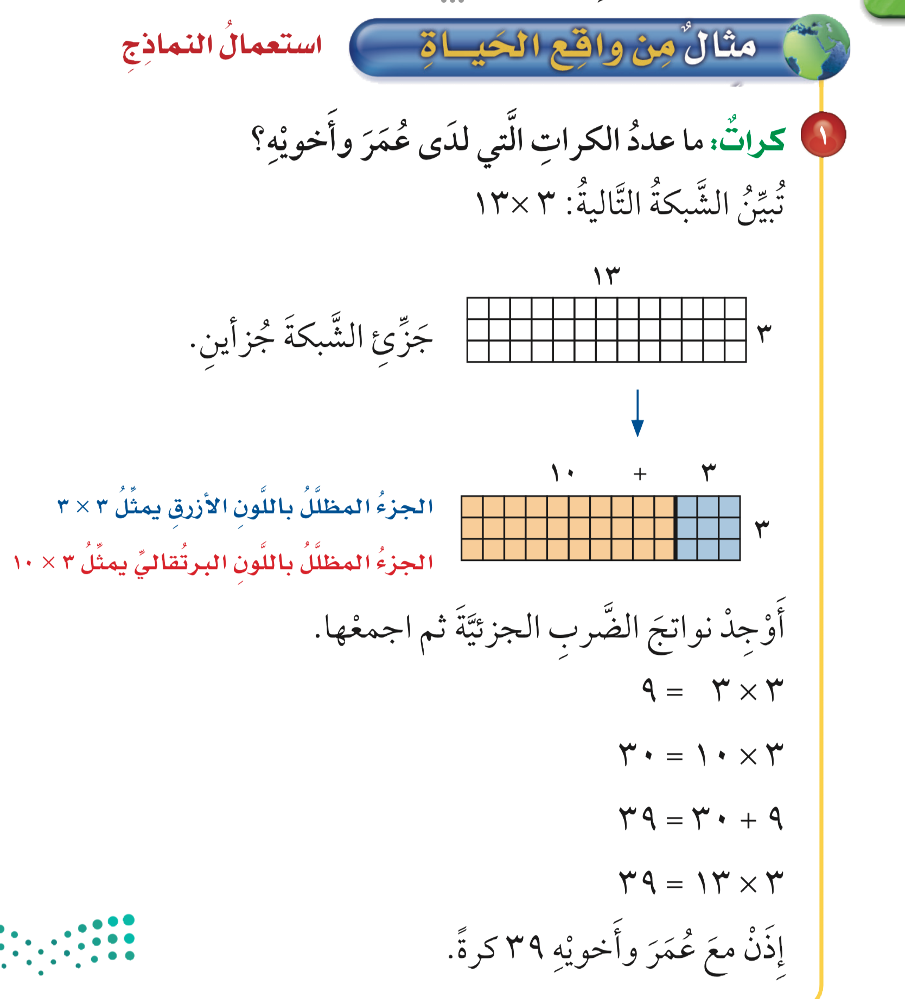 مثالٌ مِن واقِع الحَيـاةِ
استعمالُ النماذِجِ
١
كراتٌ: ما عددُ الكراتِ الَّتي لدَى عُمَرَ وأَخويْهِ؟
تُبيِّنُ الشَّبكةُ التَّاليةُ: ٣ ×١٣
١٣
٣
جَزِّئِ الشَّبكةَ جُزأينِ.
٣ + ١٠
٣
الجزءُ المظلَّلُ باللَّونِ الأزرقِ يمثِّلُ ٣ × ٣
الجزءُ المظلَّلُ باللَّونِ البرتُقاليِّ يمثِّلُ ٣ × ١٠
أَوْجِدْ نواتجَ الضَّربِ الجزئيَّةَ ثم اجمعْها.
٣ × ٣ = ٩
٣ × ١٠ = ٣٠
٩ + ٣٠ = ٣٩
٣ × ١٣ = ٣٩
إِذَنْ معَ عُمَرَ وأَخويْهِ ٣٩ كرةً.